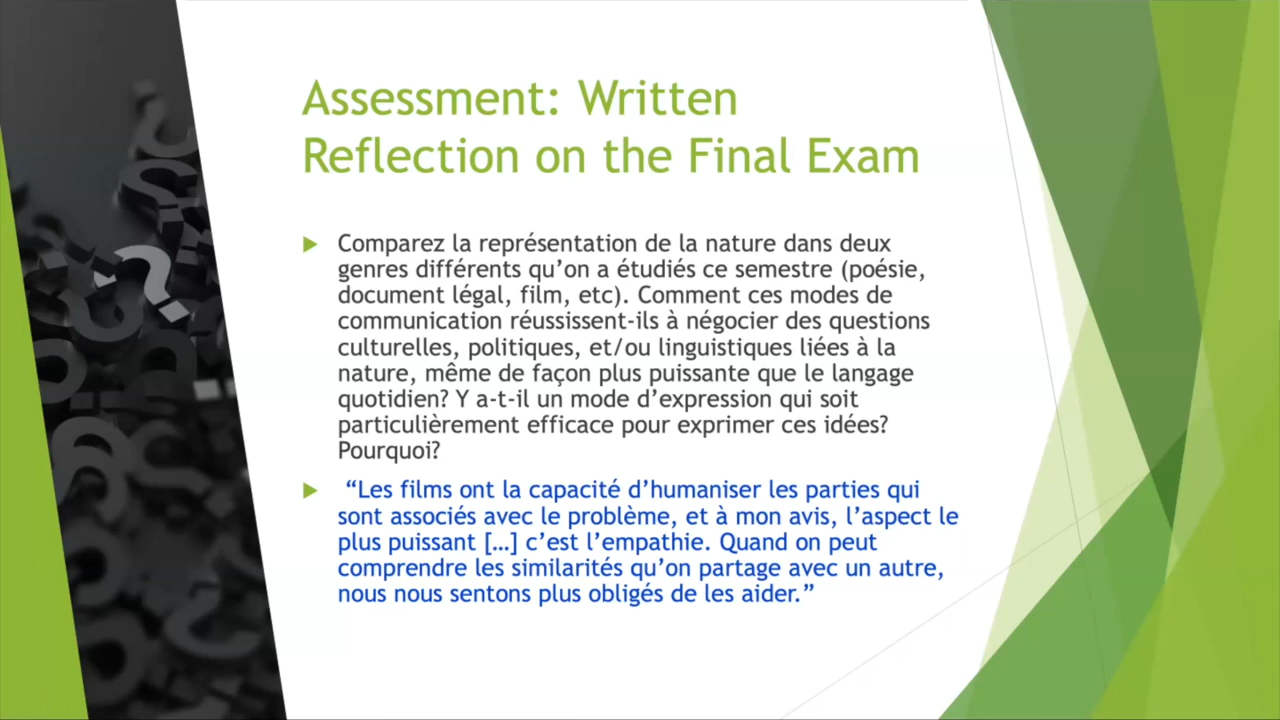 Assessment: Written
Reflection on the Final Exam
Comparez la représentation de la nature dans deux
genres différents qu’on a étudiés ce semestre (poésie,
document légal, film, etc). Comment ces modes de
communication réussissent-ils à négocier des questions
culturelles, politiques, et/ou linguistiques liées à la
nature, même de façon plus puissante que le langage
quotidien? Y a-t-il un mode d’expression qui soit
particulièrement efficace pour exprimer ces idées?
Pourquoi?
“Les films ont la capacité d’humaniser les parties qui
sont associés avec le problème, et à mon avis, l’aspect le
plus puissant […] c’est l’empathie. Quand on peut
comprendre les similarités qu’on partage avec un autre,
nous nous sentons plus obligés de les aider.”